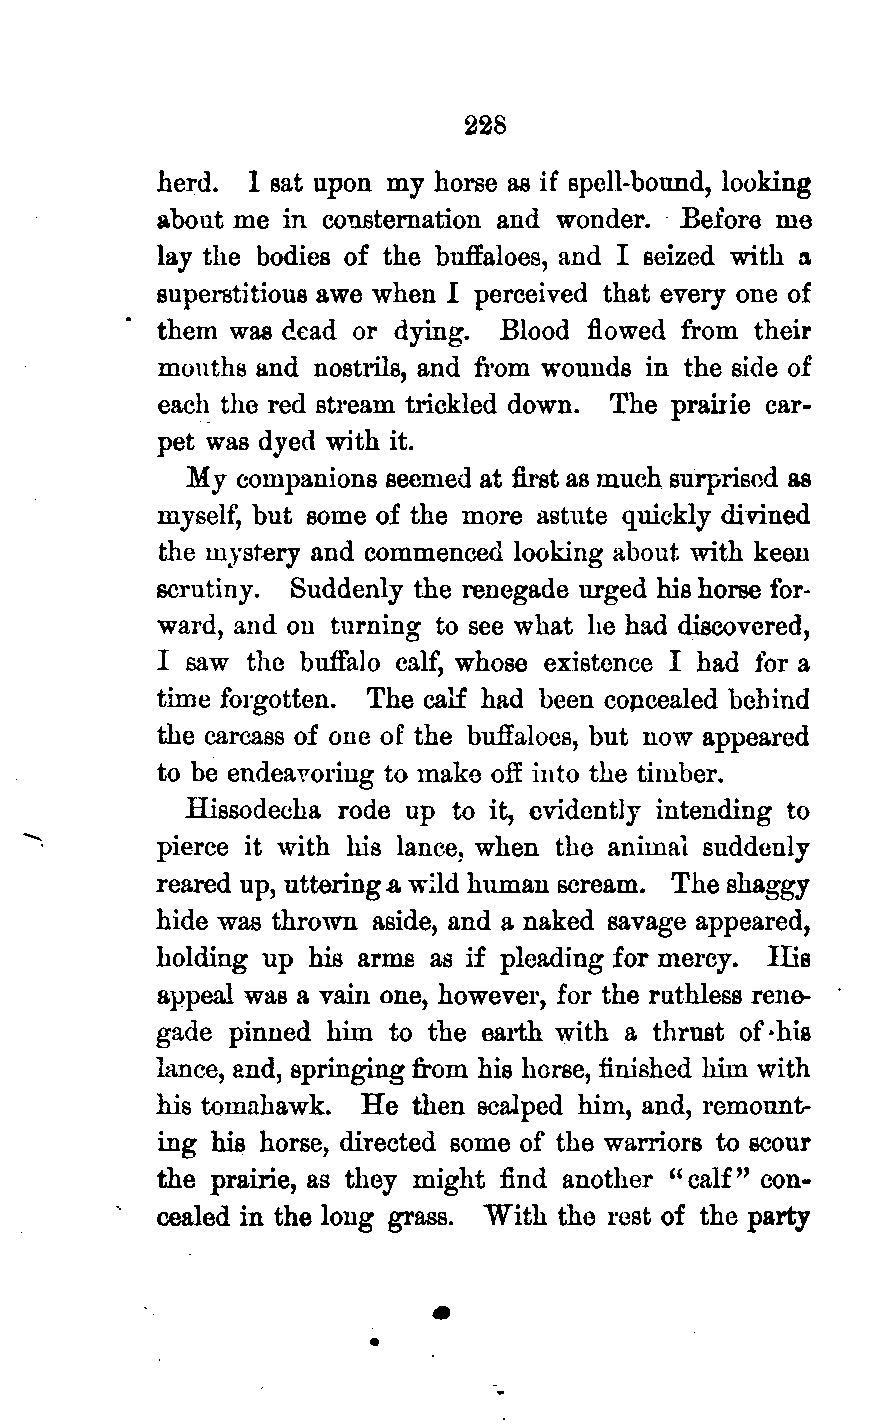 228
herd. I sat upon my horse as if spell-bound, looking
about me in consternation and wonder. Before me
lay the bodies of the buffaloes, and I seized with a
superstitious awe when I perceived that every one of
them was dead or dying. Blood flowed from their
mouths and nostrils, and from wounds in the side of
each the red stream trickled down. The prairie car-
pet was dyed with it.
My companions seemed at first as much surprised as
myself, but some of the more astute quickly divined
the mystery and commenced looking about with keen
scrutiny. Suddenly the renegade urged his horse for-
ward, and on turning to see what he had discovered,
I saw the buffalo calf, whose existence I had for a
time forgotten. The calf had been concealed behind
the carcass of one of the buffaloes, but now appeared
to be endeavoring to make off into the timber.
Hissodecha rode up to it, evidently intending to
pierce it with his lance, when the animal suddenly
reared up, uttering a wild human scream. The shaggy
hide was thrown aside, and a naked savage appeared,
holding up his arms as if pleading for mercy. His
appeal was a vain one, however, for the ruthless rene-
gade pinned him to the earth with a thrust of his
lance, and, springing from his horse, finished him with
his tomahawk. He then scalped him, and, remount-
ing his horse, directed some of the warriors to scour
the prairie, as they might find another "calf" con-
cealed in the long grass. With the rest of the party